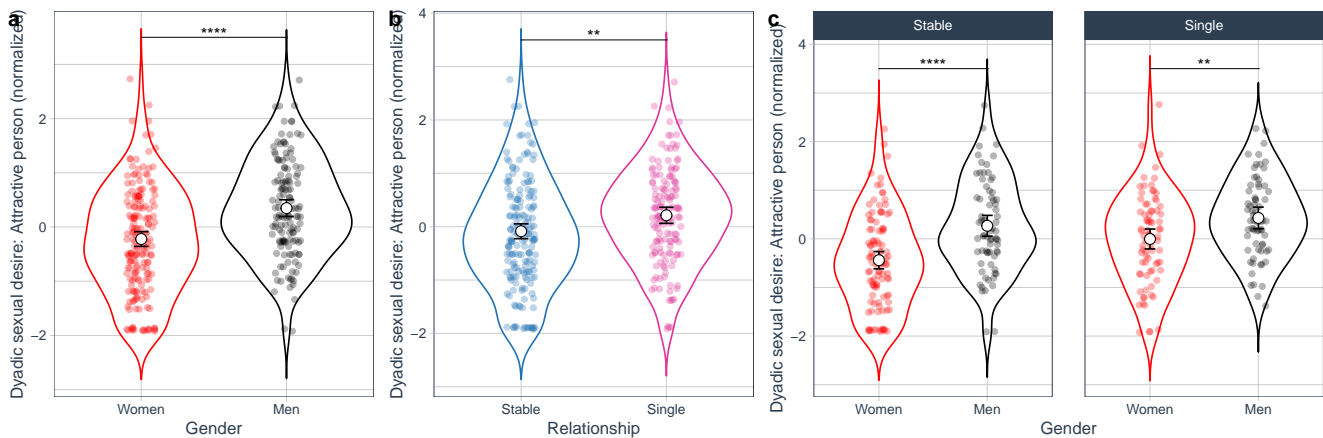 a
Dyadic sexual desire: Attractive person (normalized)
2
0
−2
****
Women
Men
Gender
b
Dyadic sexual desire: Attractive person (normalized)
4
2
0
−2
**
Stable
Single
Relationship
c
Dyadic sexual desire: Attractive person (normalized)
Stable
Single
4
2
0
−2
****
**
Women
Men
Women
Men
Gender